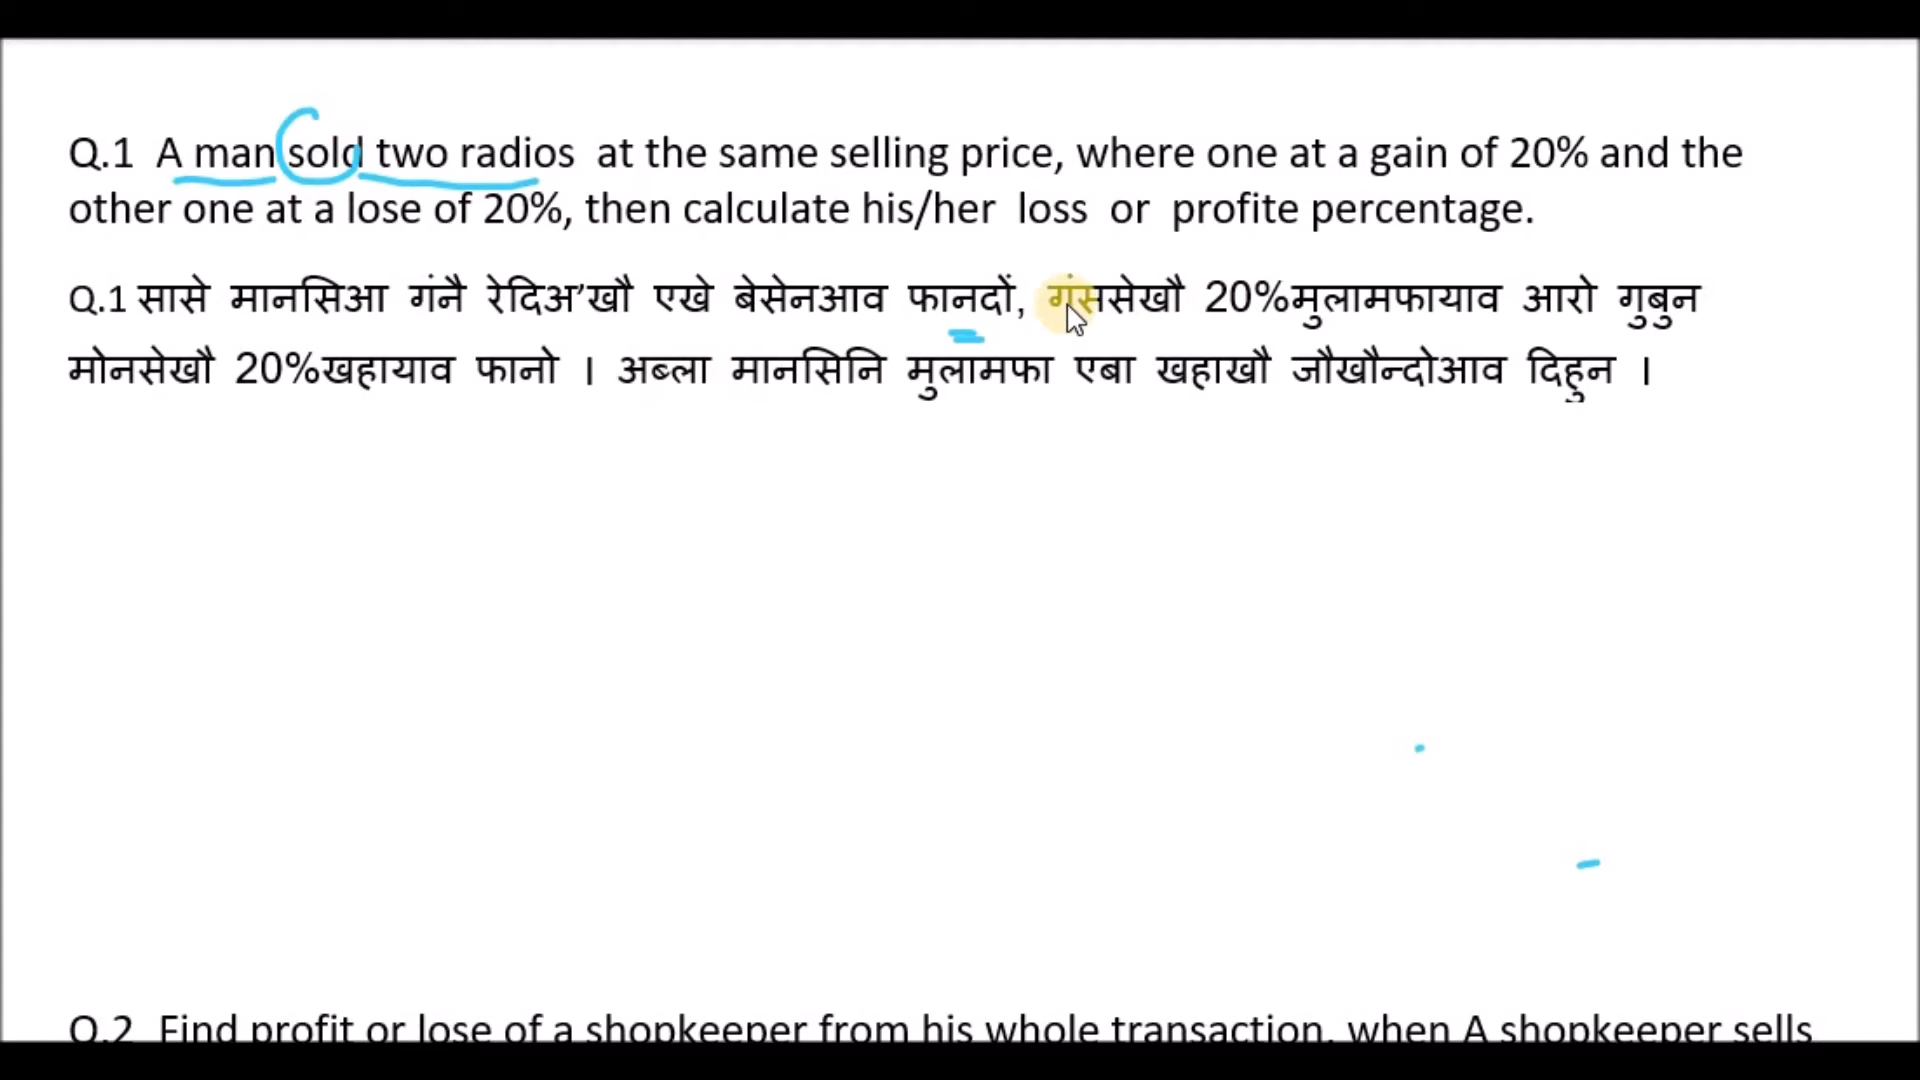 Q.1 A man sold two radios at the same selling price, where one at a gain of 20% and the
other one at a lose of 20%, then calculate his/her loss or profite percentage.
Q.1 सासे मानसिआ गंनै रेदिअ’खौ एखे बेसेनआव फानदों, गंससेखौ 20%मुलामफायाव आरो गुबुन
मोनसेखौ 20%खहायाव फानो । अब्ला मानसिनि मुलामफा एबा खहाखौ जौखौन्दोआव दिहुन ।
Q.2 Find profit or lose of a shopkeeper from his whole transaction, when A shopkeeper sells